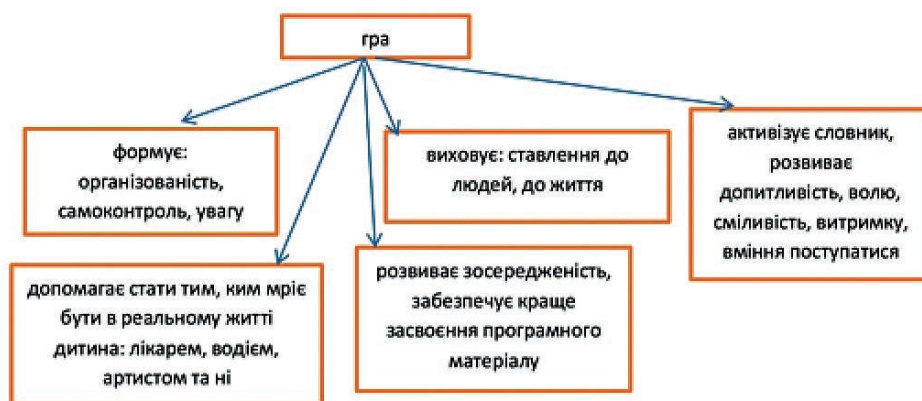 гра
формує:
організованість,
самоконтроль, увагу
виховує: ставлення до
людей, до життя
активізує словник,
розвиває
допитливість, волю,
сміливість, витримку,
вміння поступатися
допомагає стати тим, ким мріє
бути в реальному житті
дитина: лікарем, водієм,
артистом та ні
розвиває зосередженість,
забезпечує краще
засвоєння програмного
матеріалу